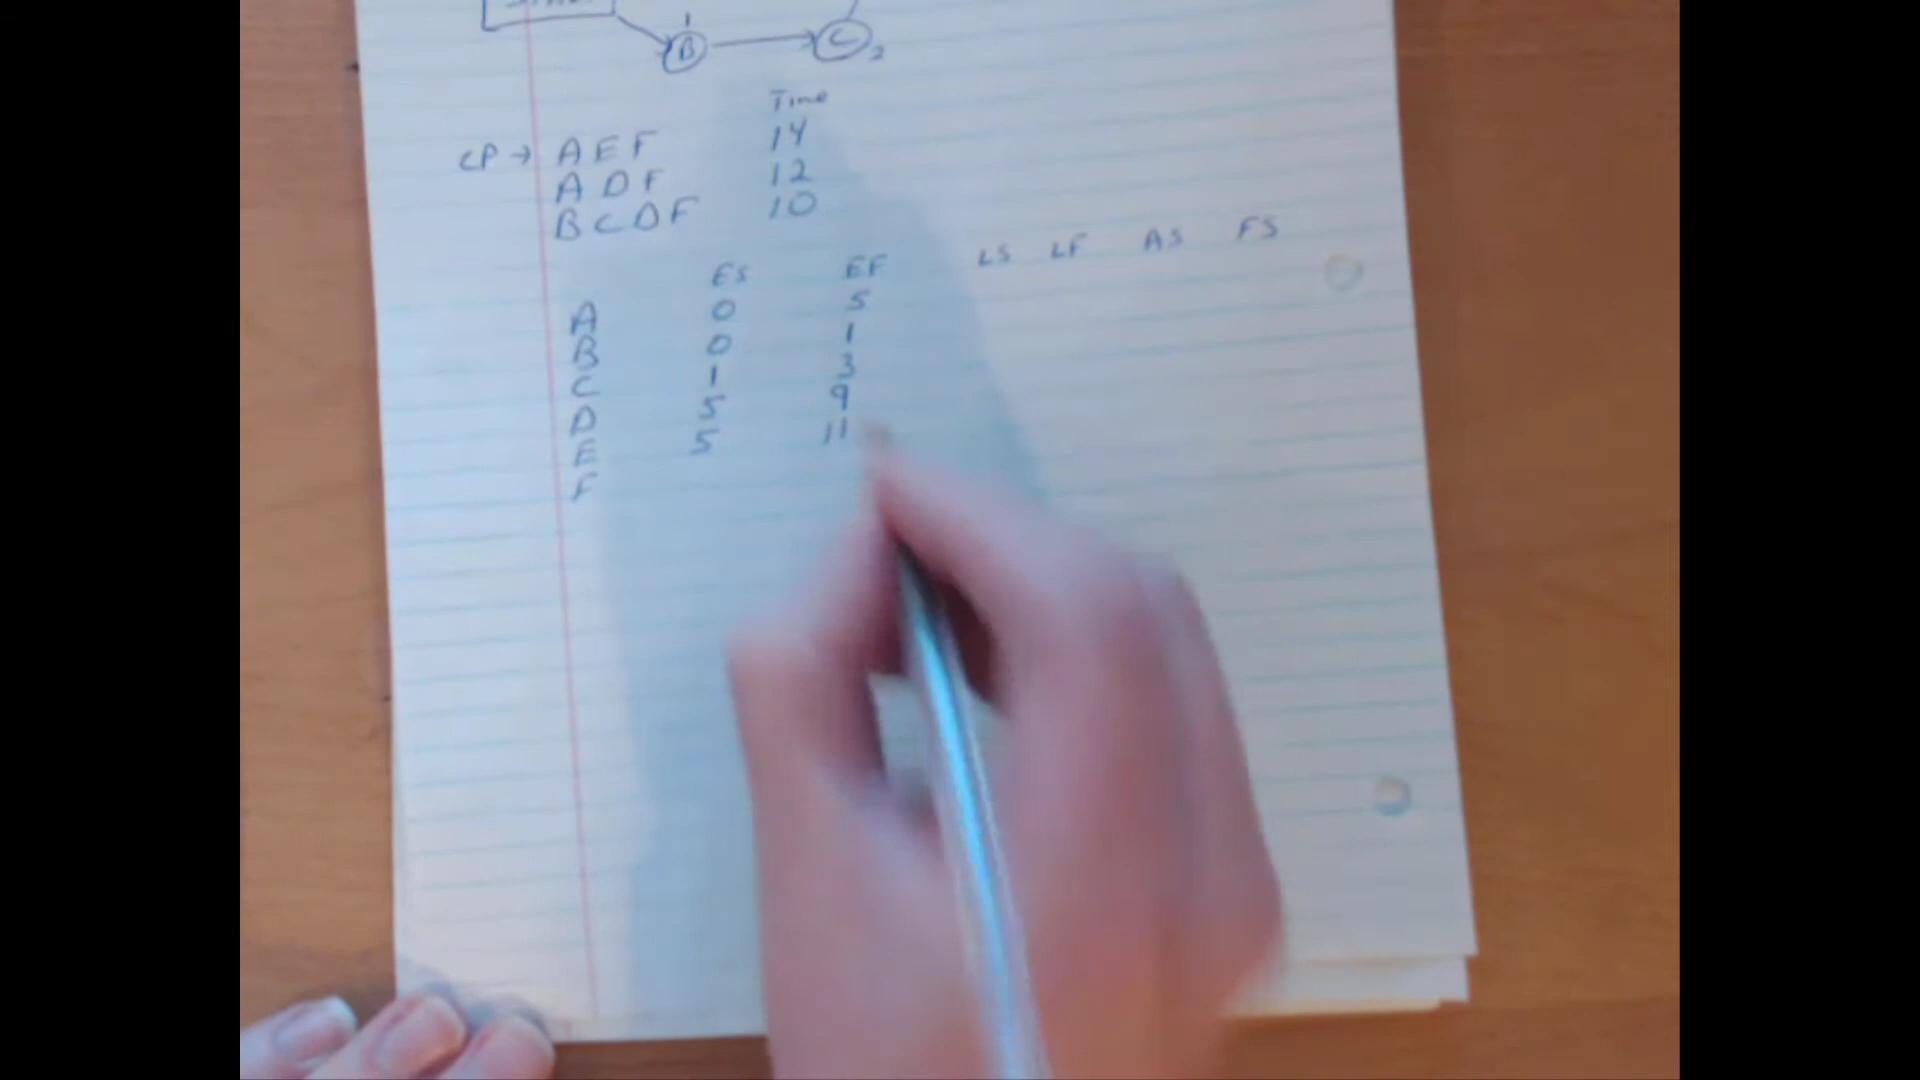 1
B C 2
Time
CP → A E F 14
A D F 12
B C D F 10
ES EF LS LF AS FS
A 0 5
B 0 1
C 1 3
D 5 9
E 5 11
F